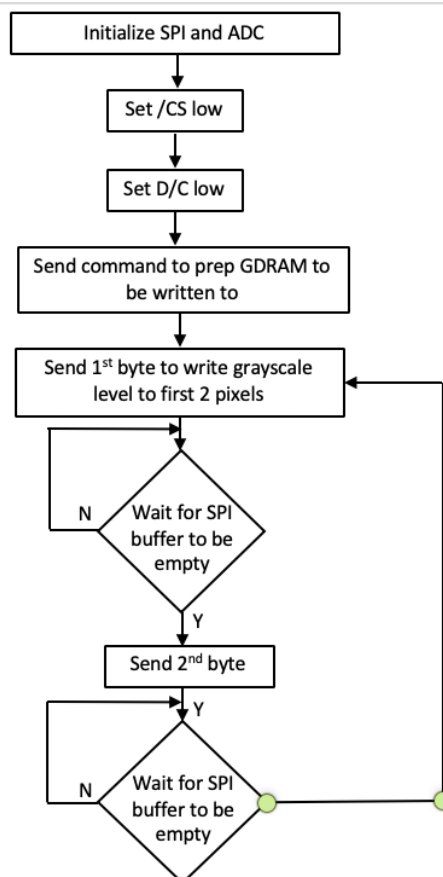 Initialize SPI and ADC
Set /CS low
Set D/C low
Send command to prep GDRAM to
be written to
Send 1st byte to write grayscale
level to first 2 pixels
N
Wait for SPI
buffer to be
empty
Y
Send 2nd byte
Y
N
Wait for SPI
buffer to be
empty